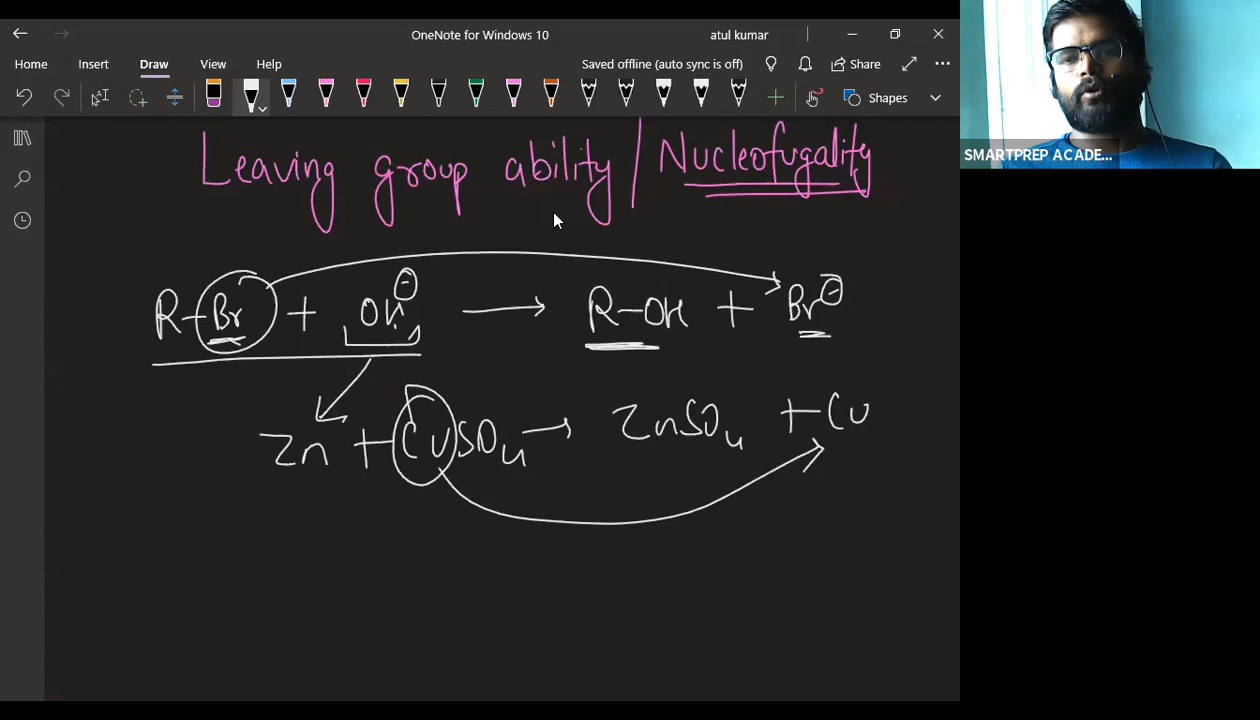 OneNote for Windows 10
atul kumar
Home Insert Draw View Help
Saved offline (auto sync is off) Share
Shapes
SMARTPREP ACADE...
Leaving group ability / Nucleofugality
R-Br + OH⊖ → R-OH + Br⊖
Zn + CuSO4 → ZnSO4 + Cu